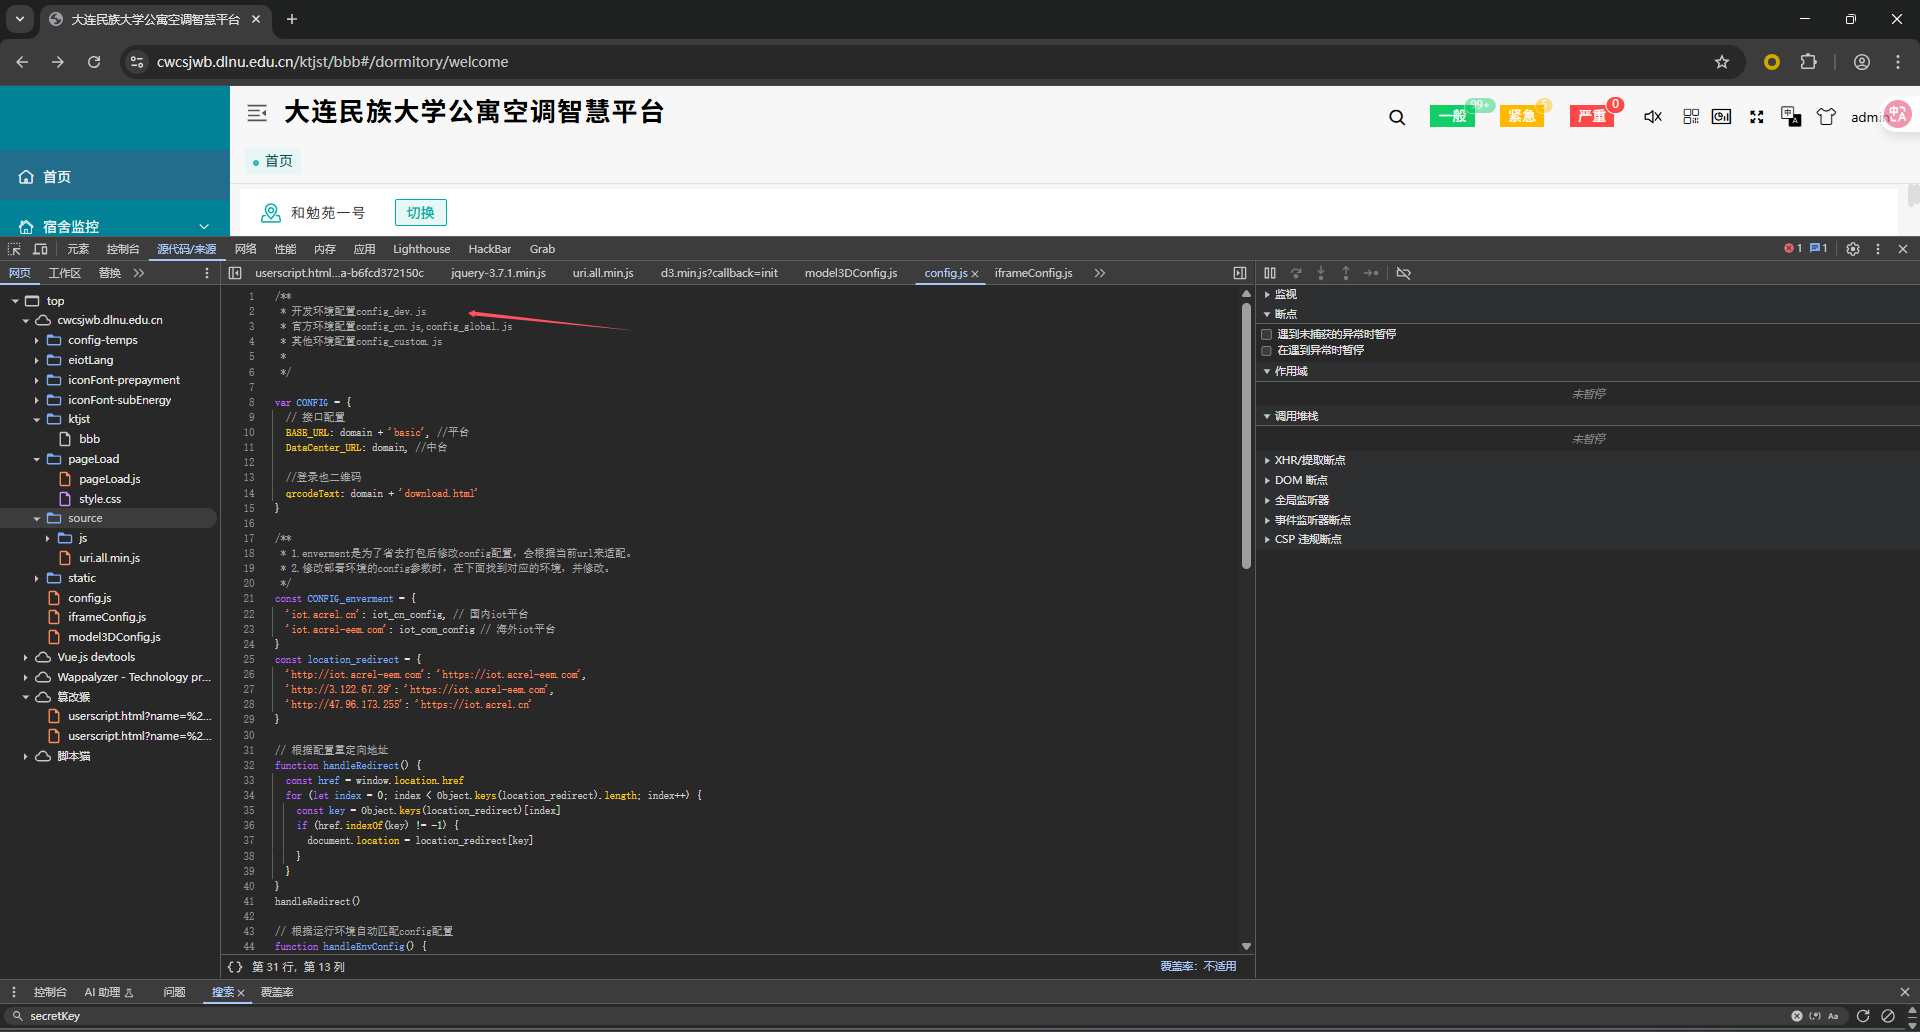 大连民族大学公寓空调智慧平台
cwcsjwb.dlnu.edu.cn/ktjst/bbb#/dormitory/welcome
大连民族大学公寓空调智慧平台
一般 99+
紧急 5
严重 0
admin
首页
首页
宿舍监控
和勉苑一号
切换
元素 控制台 源代码/来源 网络 性能 内存 应用 Lighthouse HackBar Grab
1 1
网页 工作区 替换
userscript.html...a-b6fcd372150c jquery-3.7.1.min.js uri.all.min.js d3.min.js?callback=init model3DConfig.js config.js iframeConfig.js
top
cwcsjwb.dlnu.edu.cn
config-temps
eiotLang
iconFont-prepayment
iconFont-subEnergy
ktjst
bbb
pageLoad
pageLoad.js
style.css
source
js
uri.all.min.js
static
config.js
iframeConfig.js
model3DConfig.js
Vue.js devtools
Wappalyzer - Technology pr...
篡改猴
userscript.html?name=%2...
userscript.html?name=%2...
脚本猫
1 /**
2 * 开发环境配置config_dev.js
3 * 官方环境配置config_cn.js,config_global.js
4 * 其他环境配置config_custom.js
5 *
6 */
7
8 var CONFIG = {
9 // 接口配置
10 BASE_URL: domain + 'basic', //平台
11 DataCenter_URL: domain, //中台
12
13 //登录也二维码
14 qrcodeText: domain + 'download.html'
15 }
16
17 /**
18 * 1.enverment是为了省去打包后修改config配置，会根据当前url来适配。
19 * 2.修改部署环境的config参数时，在下面找到对应的环境，并修改。
20 */
21 const CONFIG_enverment = {
22 'iot.acrel.cn': iot_cn_config, // 国内iot平台
23 'iot.acrel-eem.com': iot_com_config // 海外iot平台
24 }
25 const location_redirect = {
26 'http://iot.acrel-eem.com': 'https://iot.acrel-eem.com',
27 'http://3.122.67.29': 'https://iot.acrel-eem.com',
28 'http://47.96.173.255': 'https://iot.acrel.cn'
29 }
30
31 // 根据配置重定向地址
32 function handleRedirect() {
33 const href = window.location.href
34 for (let index = 0; index < Object.keys(location_redirect).length; index++) {
35 const key = Object.keys(location_redirect)[index]
36 if (href.indexOf(key) != -1) {
37 document.location = location_redirect[key]
38 }
39 }
40 }
41 handleRedirect()
42
43 // 根据运行环境自动匹配config配置
44 function handleEnvConfig() {
监视
断点
遇到未捕获的异常时暂停
在遇到异常时暂停
作用域
未暂停
调用堆栈
未暂停
XHR/提取断点
DOM 断点
全局监听器
事件监听器断点
CSP 违规断点
{} 第 31 行，第 13 列
覆盖率：不适用
控制台 AI 助理 问题 搜索 覆盖率
secretKey
(.*) Aa